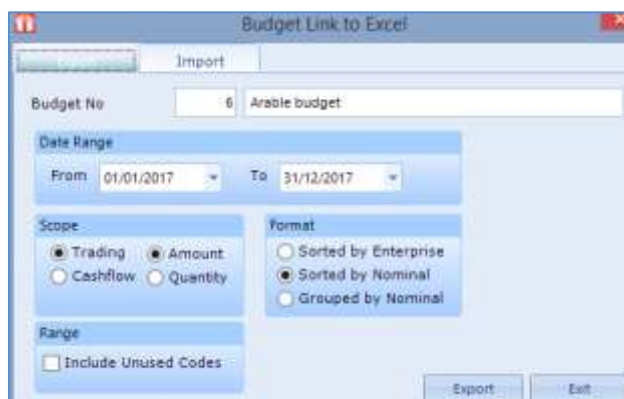 Budget Link to Excel
Import
Budget No 6 Arable budget
Date Range
From 01/01/2017 To 31/12/2017
Scope
Trading Amount
Cashflow Quantity
Format
Sorted by Enterprise
Sorted by Nominal
Grouped by Nominal
Range
Include Unused Codes
Export Exit